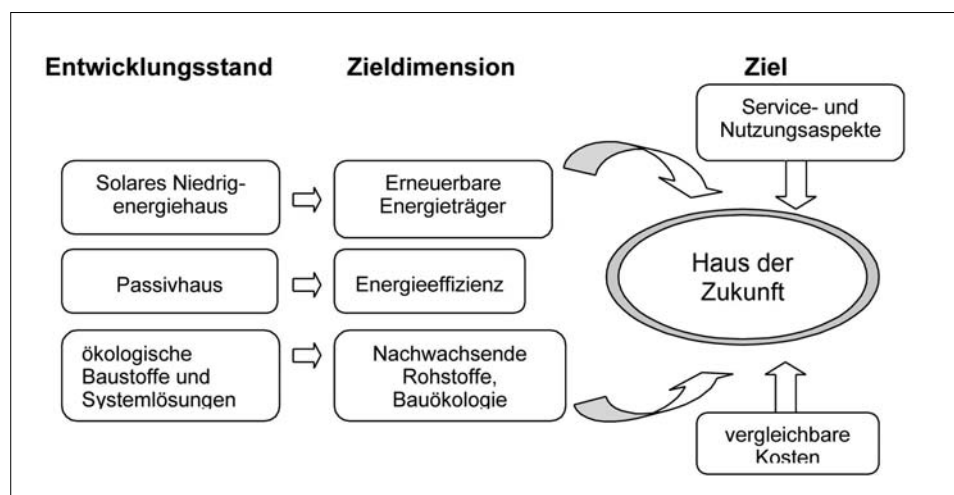 Entwicklungsstand
Zieldimension
Ziel
Service- und
Nutzungsaspekte
Solares Niedrig-
energiehaus
Erneuerbare
Energieträger
Passivhaus
Energieeffizienz
Haus der
Zukunft
ökologische
Baustoffe und
Systemlösungen
Nachwachsende
Rohstoffe,
Bauökologie
vergleichbare
Kosten